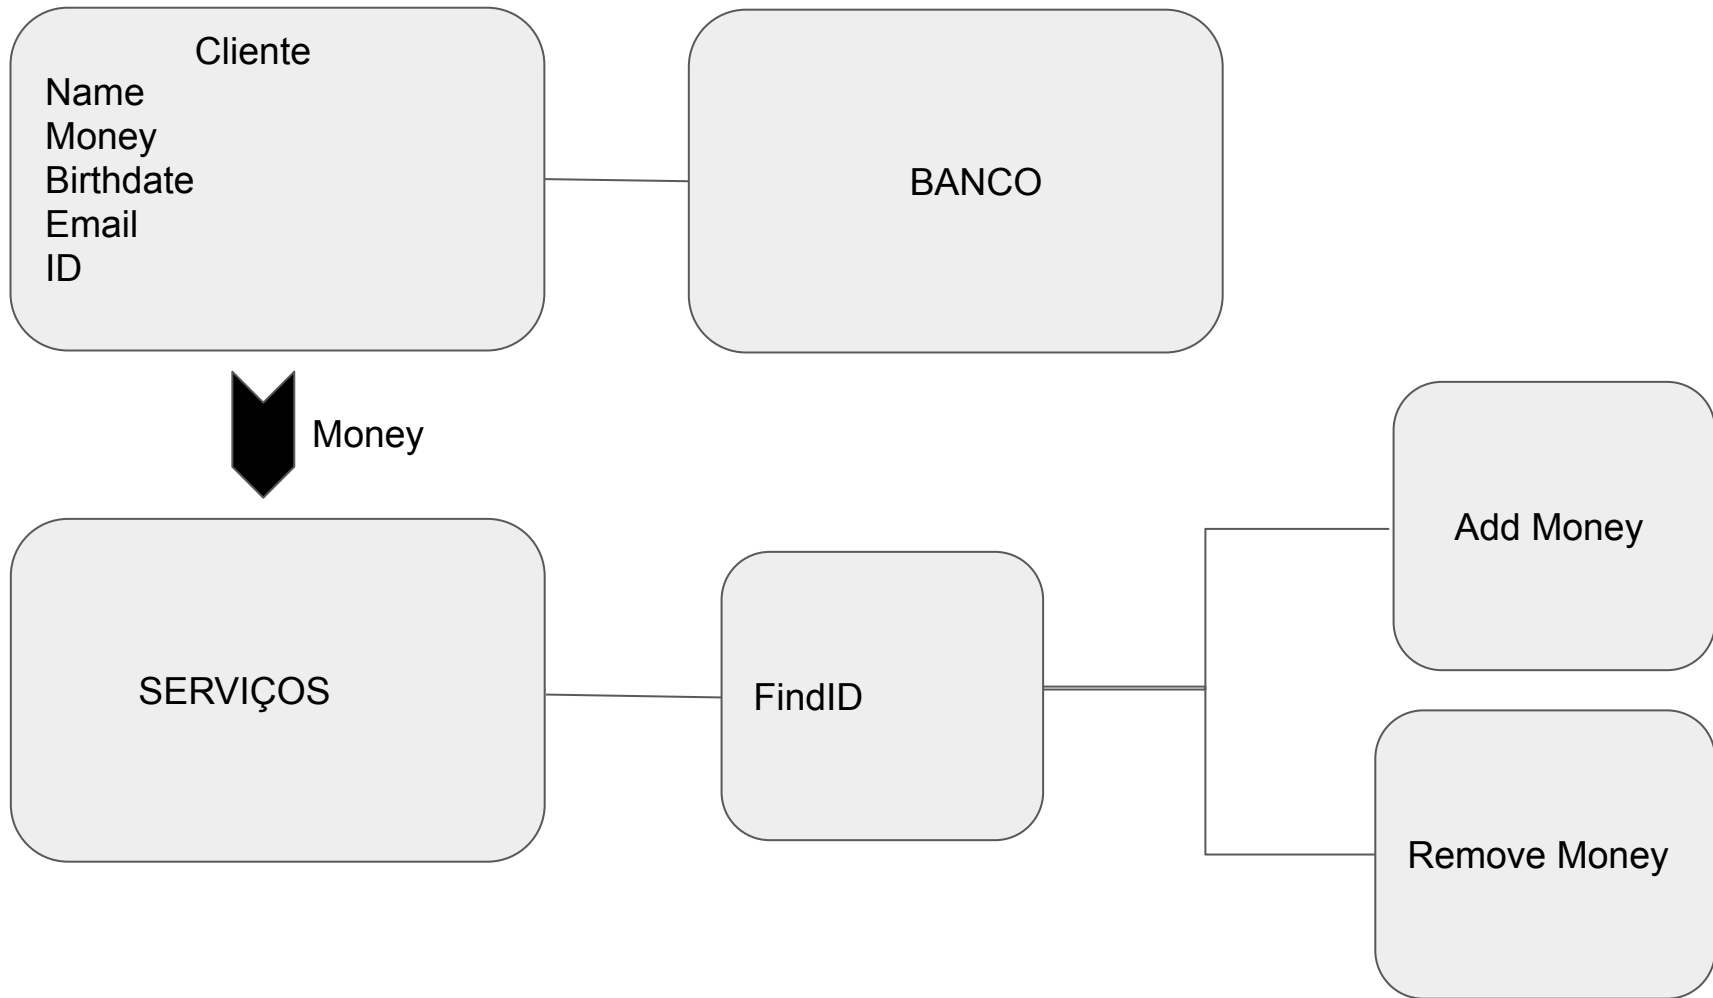 Cliente
Name
Money
Birthdate
Email
ID
BANCO
Money
SERVIÇOS
FindID
Add Money
Remove Money